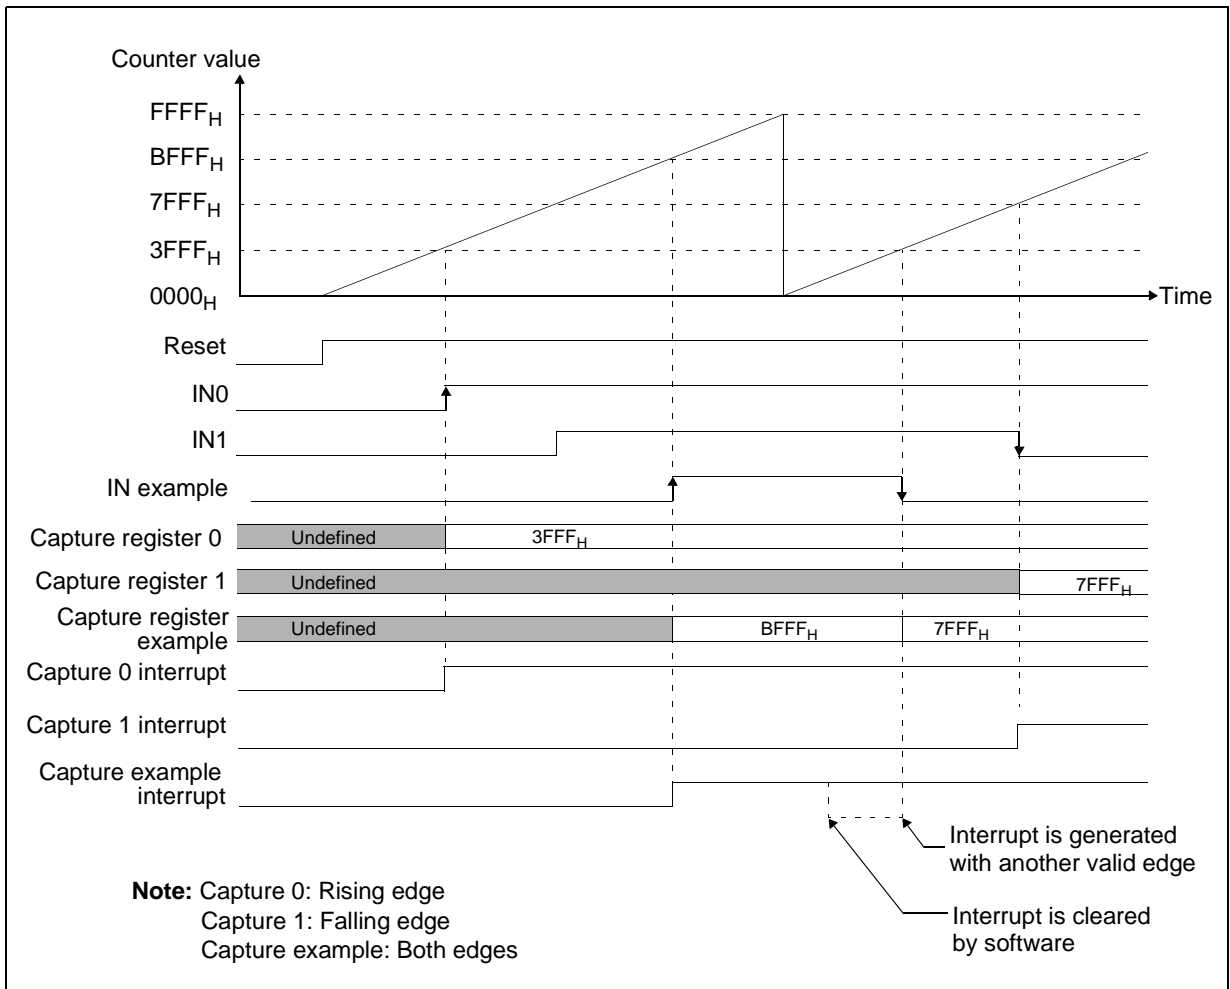 Counter value
FFFFH
BFFFH
7FFFH
3FFFH
0000H
Time
Reset
IN0
IN1
IN example
Capture register 0
Undefined
3FFFH
Capture register 1
Undefined
7FFFH
Capture register
example
Undefined
BFFFH
7FFFH
Capture 0 interrupt
Capture 1 interrupt
Capture example
interrupt
Interrupt is generated
with another valid edge
Interrupt is cleared
by software
Note: Capture 0: Rising edge
Capture 1: Falling edge
Capture example: Both edges